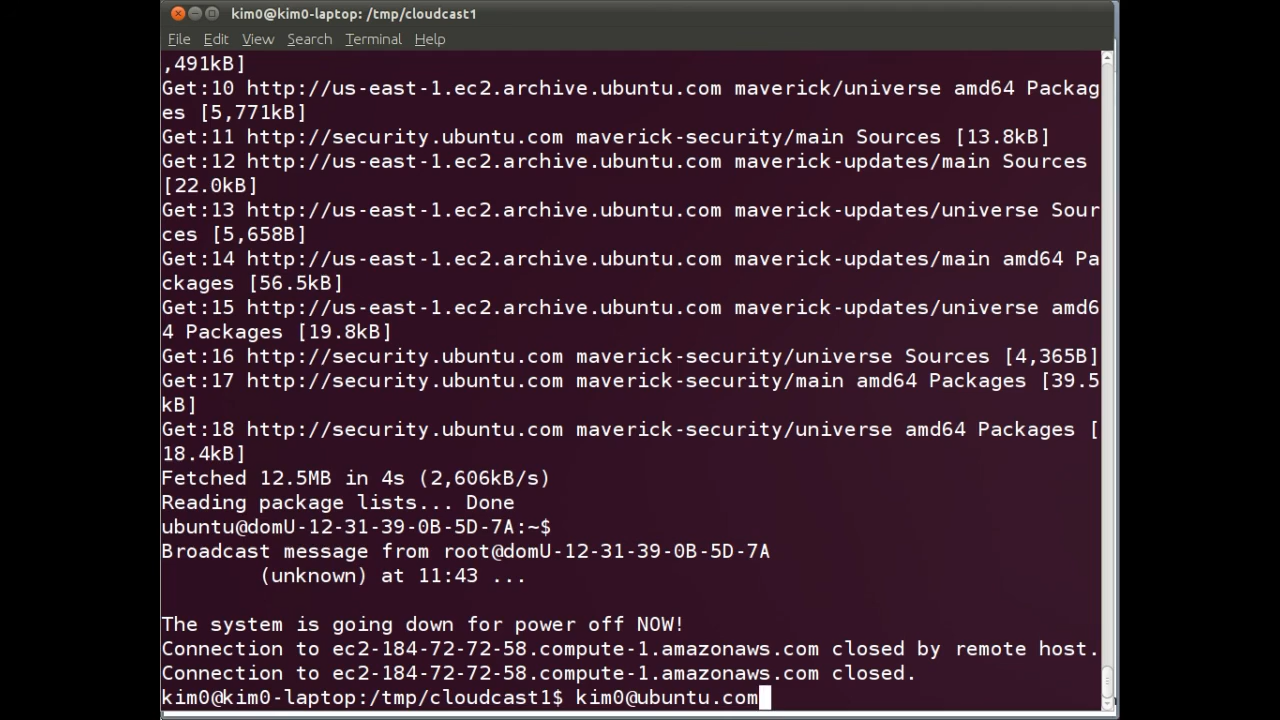 kim0@kim0-laptop: /tmp/cloudcast1
File Edit View Search Terminal Help
,491kB]
Get:10 http://us-east-1.ec2.archive.ubuntu.com maverick/universe amd64 Packag
es [5,771kB]
Get:11 http://security.ubuntu.com maverick-security/main Sources [13.8kB]
Get:12 http://us-east-1.ec2.archive.ubuntu.com maverick-updates/main Sources
[22.0kB]
Get:13 http://us-east-1.ec2.archive.ubuntu.com maverick-updates/universe Sour
ces [5,658B]
Get:14 http://us-east-1.ec2.archive.ubuntu.com maverick-updates/main amd64 Pa
ckages [56.5kB]
Get:15 http://us-east-1.ec2.archive.ubuntu.com maverick-updates/universe amd6
4 Packages [19.8kB]
Get:16 http://security.ubuntu.com maverick-security/universe Sources [4,365B]
Get:17 http://security.ubuntu.com maverick-security/main amd64 Packages [39.5
kB]
Get:18 http://security.ubuntu.com maverick-security/universe amd64 Packages [
18.4kB]
Fetched 12.5MB in 4s (2,606kB/s)
Reading package lists... Done
ubuntu@domU-12-31-39-0B-5D-7A:~$
Broadcast message from root@domU-12-31-39-0B-5D-7A
(unknown) at 11:43 ...
The system is going down for power off NOW!
Connection to ec2-184-72-72-58.compute-1.amazonaws.com closed by remote host.
Connection to ec2-184-72-72-58.compute-1.amazonaws.com closed.
kim0@kim0-laptop:/tmp/cloudcast1$ kim0@ubuntu.com